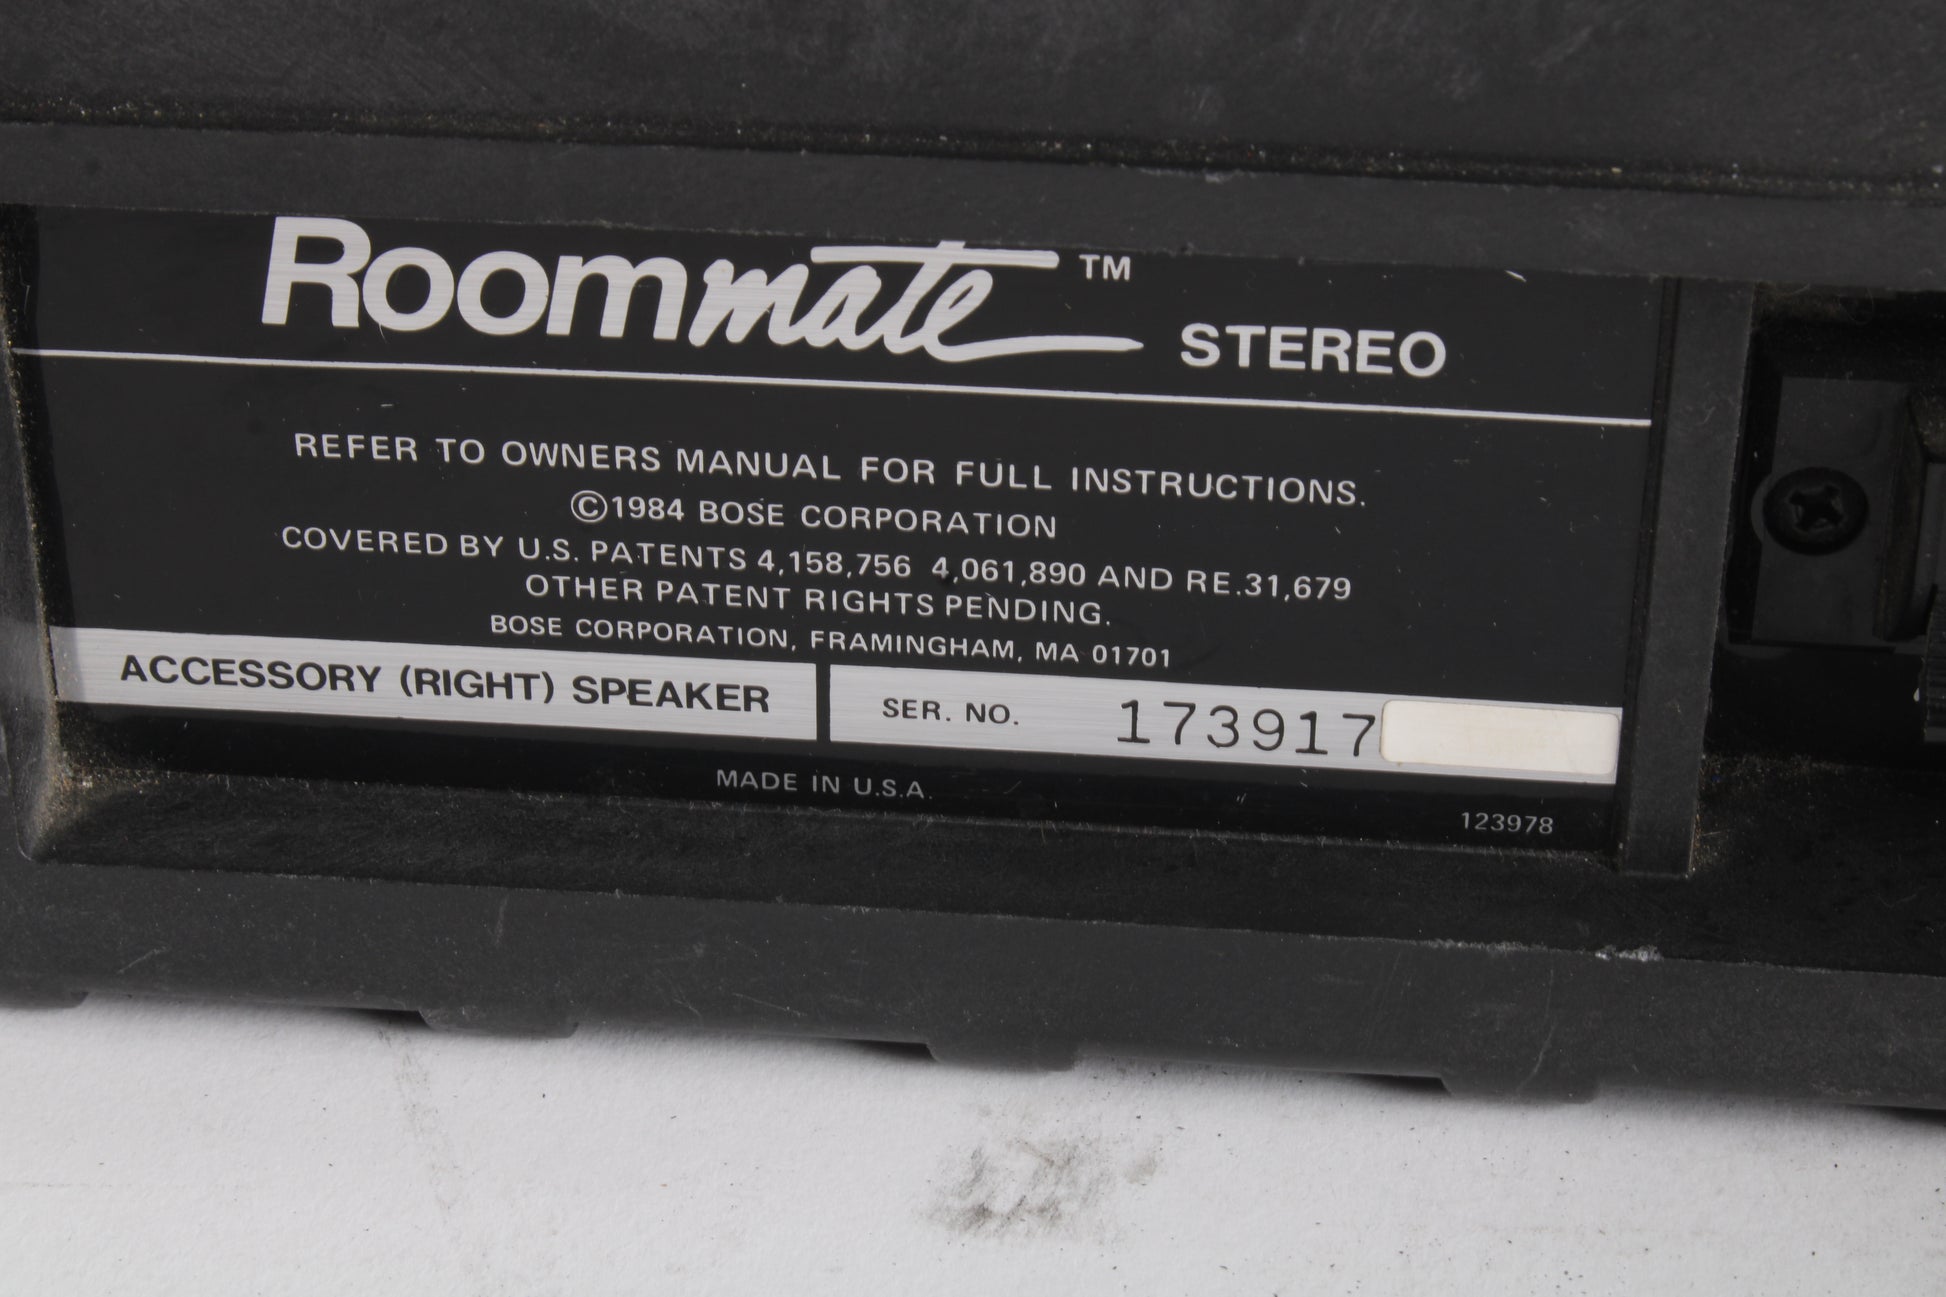 Roommate™ STEREO
REFER TO OWNERS MANUAL FOR FULL INSTRUCTIONS.
©1984 BOSE CORPORATION
COVERED BY U.S. PATENTS 4,158,756 4,061,890 AND RE.31,679
OTHER PATENT RIGHTS PENDING.
BOSE CORPORATION, FRAMINGHAM, MA 01701
ACCESSORY (RIGHT) SPEAKER SER. NO. 173917
MADE IN U.S.A.
123978